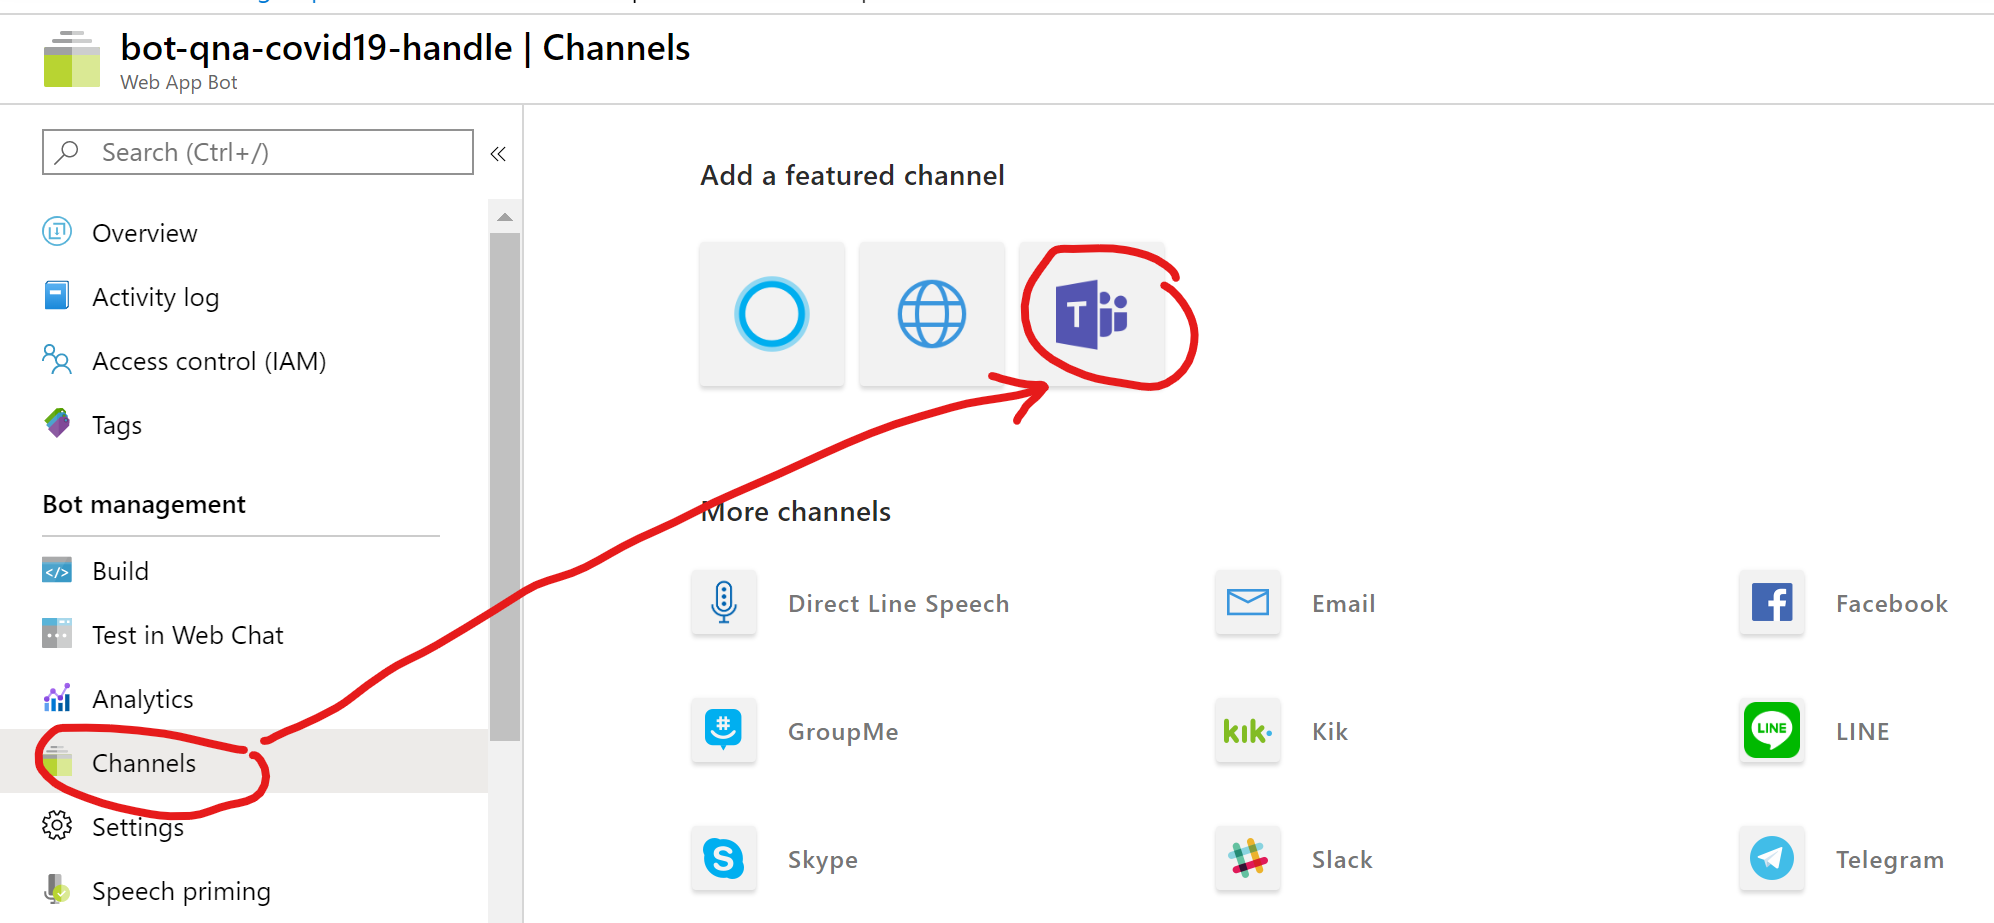 bot-qna-covid19-handle | Channels
Web App Bot
Search (Ctrl+/)
«
Overview
Activity log
Access control (IAM)
Tags
Bot management
Build
Test in Web Chat
Analytics
Channels
Settings
Speech priming
Add a featured channel
T
More channels
Direct Line Speech
Email
Facebook
GroupMe
kik.
Kik
LINE
LINE
Skype
Slack
Telegram